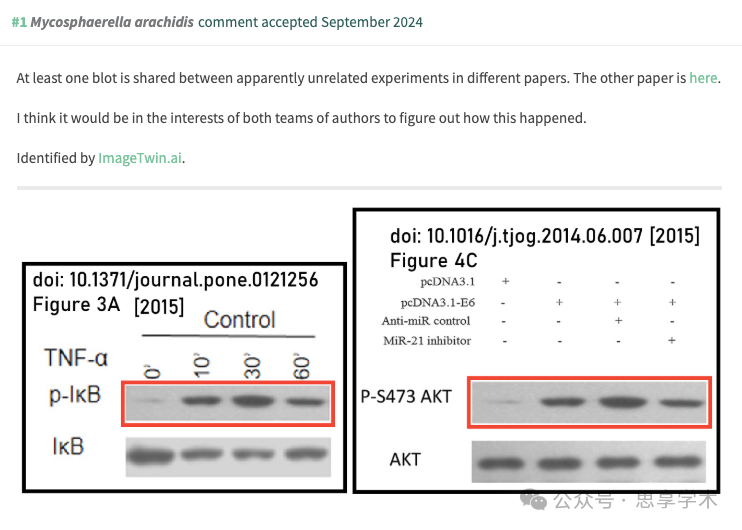 #1 Mycosphaerella arachidis comment accepted September 2024
At least one blot is shared between apparently unrelated experiments in different papers. The other paper is here.
I think it would be in the interests of both teams of authors to figure out how this happened.
Identified by ImageTwin.ai.
doi: 10.1371/journal.pone.0121256
Figure 3A [2015]
Control
TNF-α 0' 10' 30' 60'
p-IκB
IκB
doi: 10.1016/j.tjog.2014.06.007 [2015]
Figure 4C
pcDNA3.1 + - - -
pcDNA3.1-E6 - + + +
Anti-miR control - - + -
MiR-21 inhibitor - - - +
P-S473 AKT
AKT
公众号 · 思享学术